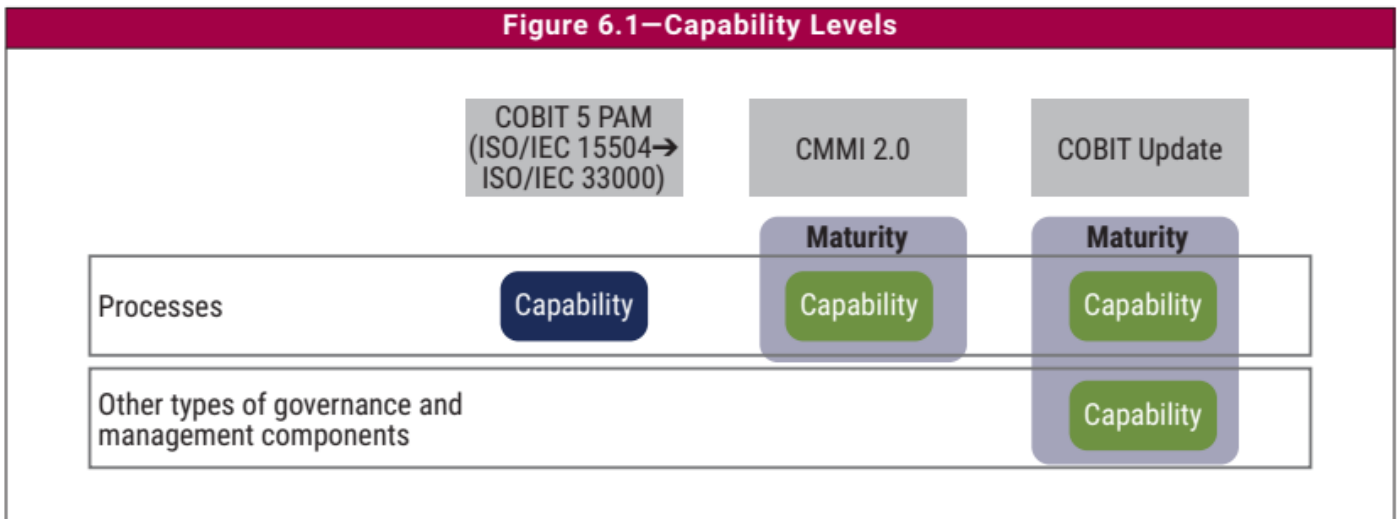 Figure 6.1—Capability Levels
COBIT 5 PAM
(ISO/IEC 15504➔
ISO/IEC 33000)
CMMI 2.0
COBIT Update
Maturity
Maturity
Processes
Capability
Capability
Capability
Other types of governance and
management components
Capability